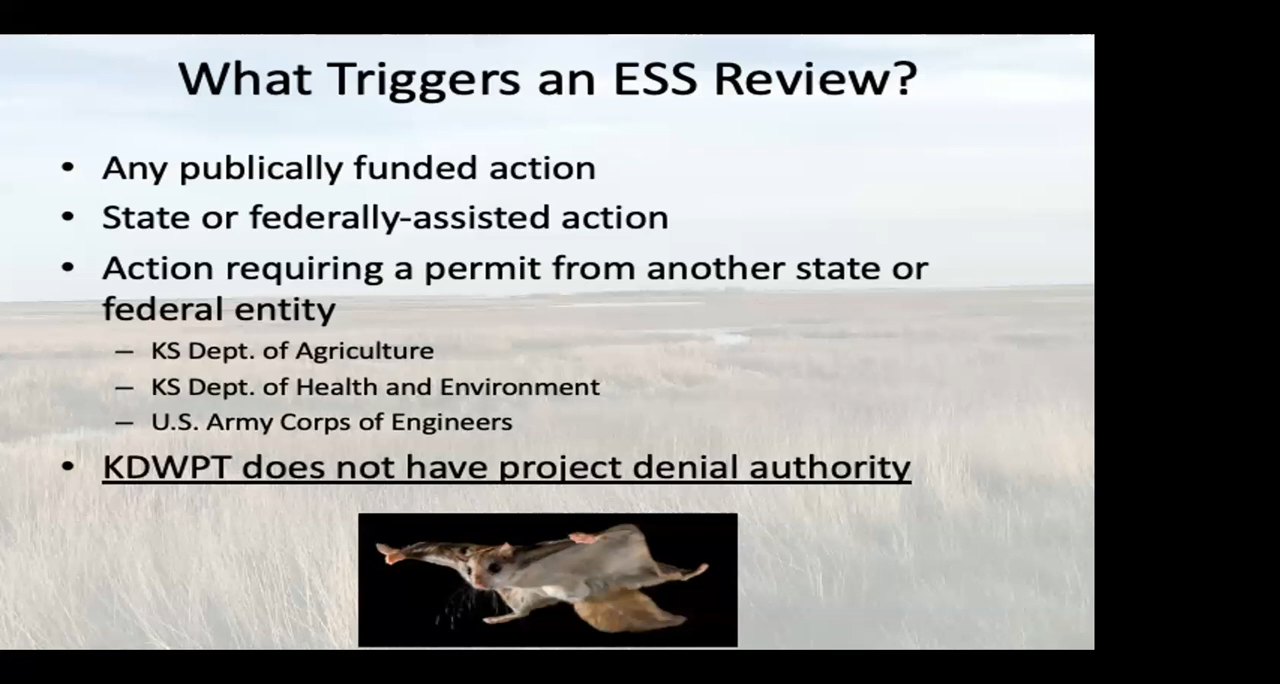 What Triggers an ESS Review?
• Any publically funded action
• State or federally-assisted action
• Action requiring a permit from another state or
federal entity
– KS Dept. of Agriculture
– KS Dept. of Health and Environment
– U.S. Army Corps of Engineers
• KDWPT does not have project denial authority